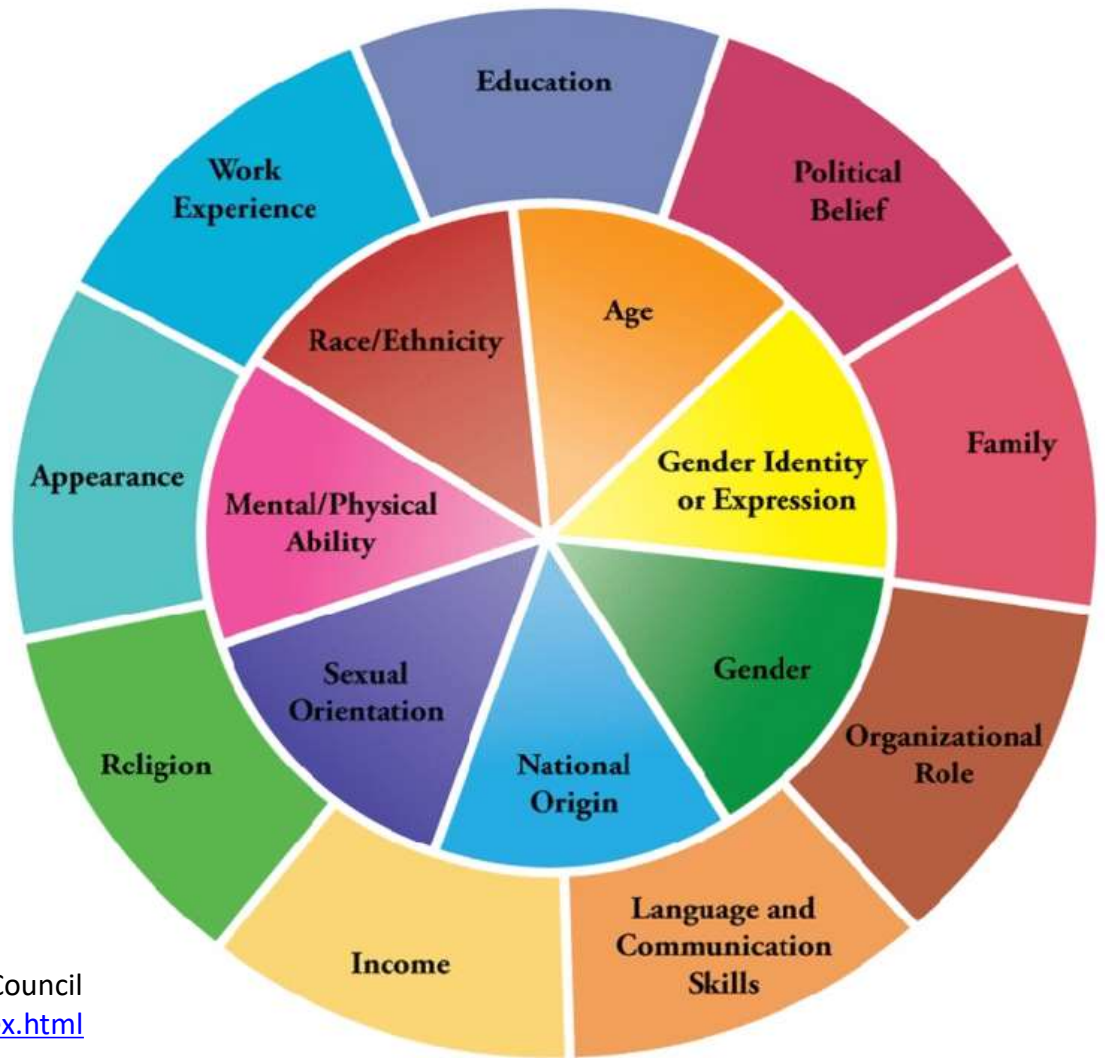 Education
Political
Belief
Work
Experience
Age
Race/Ethnicity
Family
Gender Identity
or Expression
Appearance
Mental/Physical
Ability
Gender
Sexual
Orientation
Organizational
Role
Religion
National
Origin
Language and
Communication
Skills
Income
Council
x.html